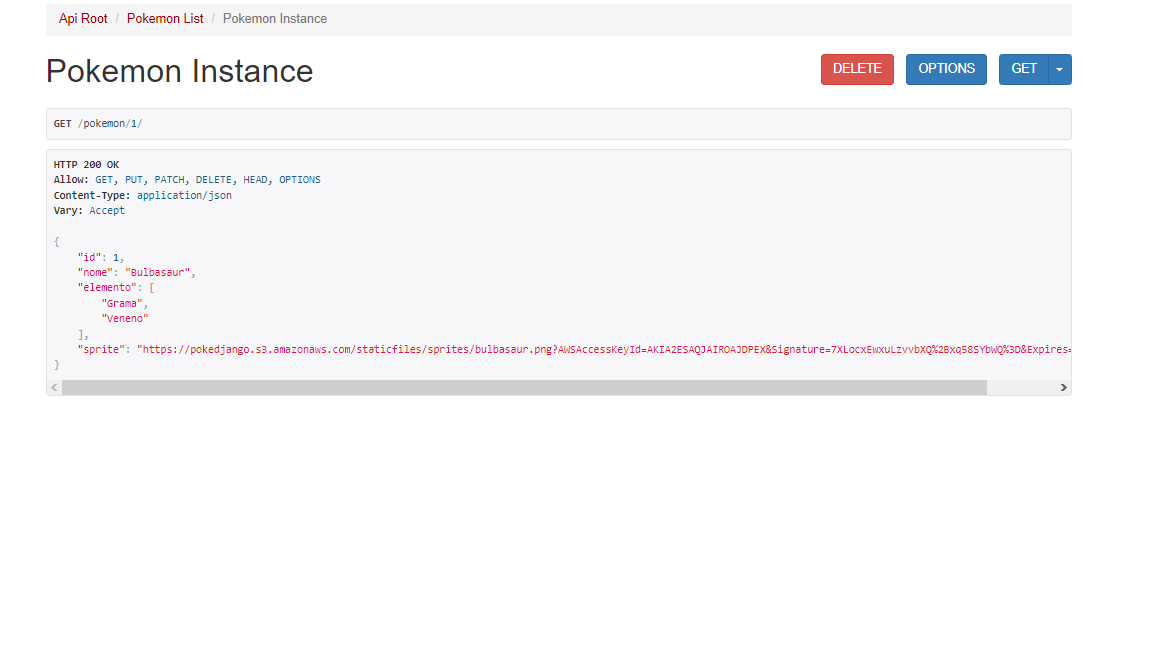 Api Root / Pokemon List / Pokemon Instance
Pokemon Instance
DELETE OPTIONS GET
GET /pokemon/1/
HTTP 200 OK
Allow: GET, PUT, PATCH, DELETE, HEAD, OPTIONS
Content-Type: application/json
Vary: Accept
{
"id": 1,
"nome": "Bulbasaur",
"elemento": [
"Grama",
"Veneno"
],
"sprite": "https://pokedjango.s3.amazonaws.com/staticfiles/sprites/bulbasaur.png?AWSAccessKeyId=AKIA2ESAQJAIROAJDPEX&Signature=7XLocxEwxuLzvvbXQ%2Bxq58SYbWQ%3D&Expires=
}